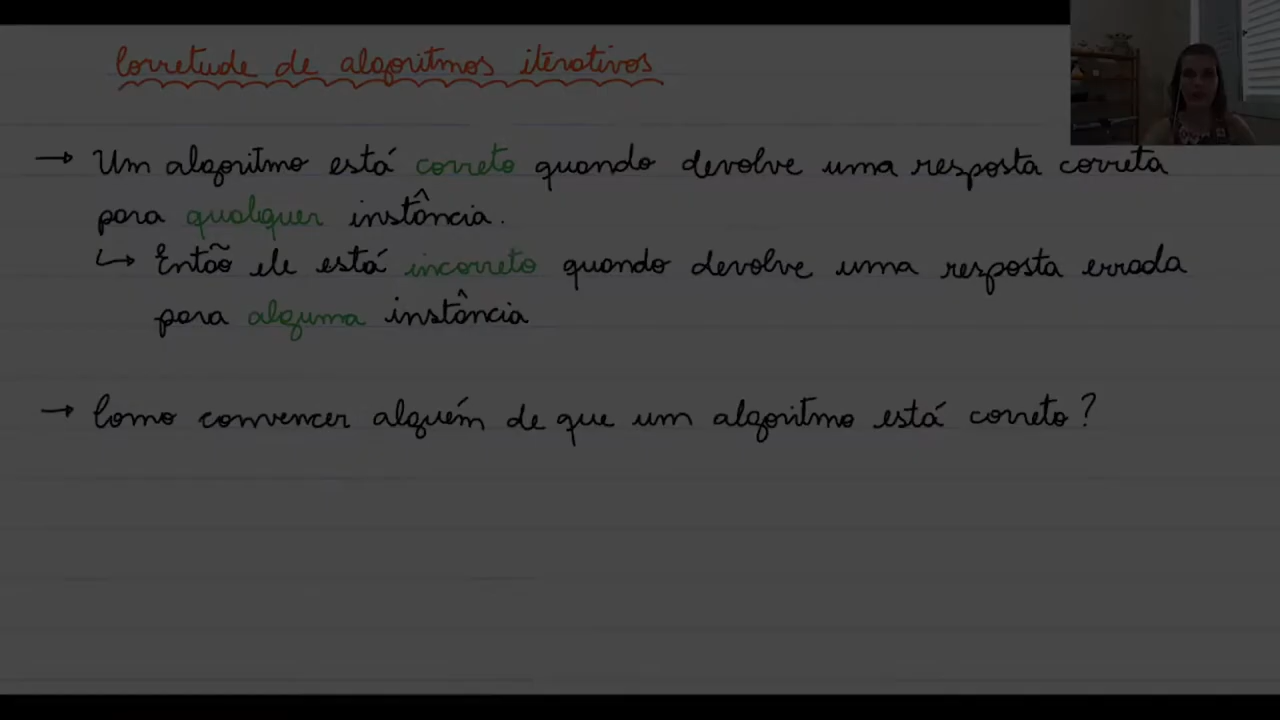 Corretude de algoritmos iterativos
→ Um algoritmo está correto quando devolve uma resposta correta
para qualquer instância.
↳ Então ele está incorreto quando devolve uma resposta errada
para alguma instância
→ Como convencer alguém de que um algoritmo está correto?